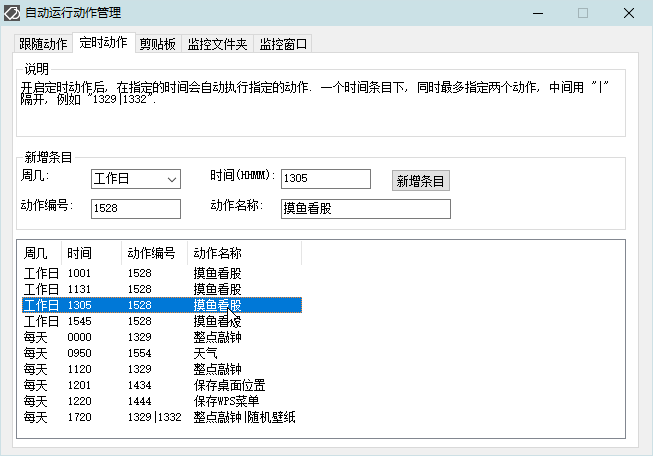 自动运行动作管理
跟随动作 定时动作 剪贴板 监控文件夹 监控窗口
说明
开启定时动作后, 在指定的时间会自动执行指定的动作. 一个时间条目下, 同时最多指定两个动作, 中间用 "|"
隔开, 例如 "1329|1332".
新增条目
周几: 工作日 时间(HHMM): 1305 新增条目
动作编号: 1528 动作名称: 摸鱼看股
周几 时间 动作编号 动作名称
工作日 1001 1528 摸鱼看股
工作日 1131 1528 摸鱼看股
工作日 1305 1528 摸鱼看股
工作日 1545 1528 摸鱼看股
每天 0000 1329 整点敲钟
每天 0950 1554 天气
每天 1120 1329 整点敲钟
每天 1201 1434 保存桌面位置
每天 1220 1444 保存WPS菜单
每天 1720 1329|1332 整点敲钟|随机壁纸